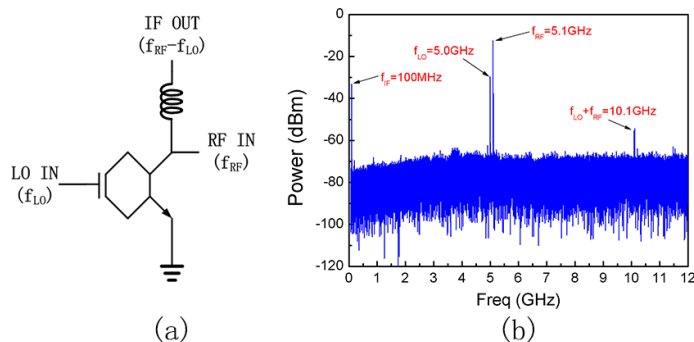 IF OUT
(fRF-fLO)
RF IN
(fRF)
LO IN
(fLO)
(a)
0
-20
-40
-60
-80
-100
-120
Power (dBm)
fRF=5.1GHz
fLO=5.0GHz
fIF=100MHz
fLO+fRF=10.1GHz
0 1 2 3 4 5 6 7 8 9 10 11 12
Freq (GHz)
(b)